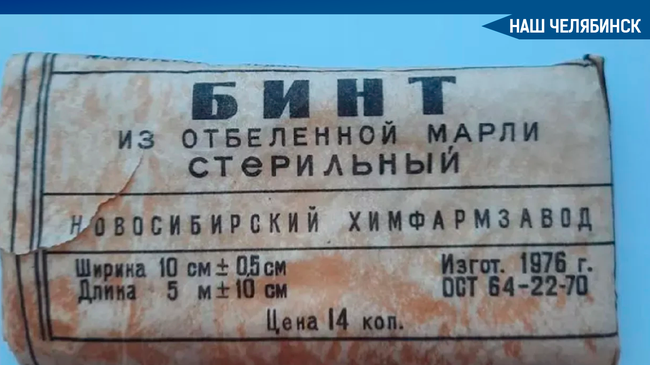 НАШ ЧЕЛЯБИНСК
БИНТ
ИЗ ОТБЕЛЕННОЙ МАРЛИ
СТЕРИЛЬНЫЙ
НОВОСИБИРСКИЙ ХИМФАРМЗАВОД
Ширина 10 см ± 0,5 см
Длина 5 м ± 10 см
Изгот. 1976 г.
ОСТ 64-22-70
Цена 14 коп.